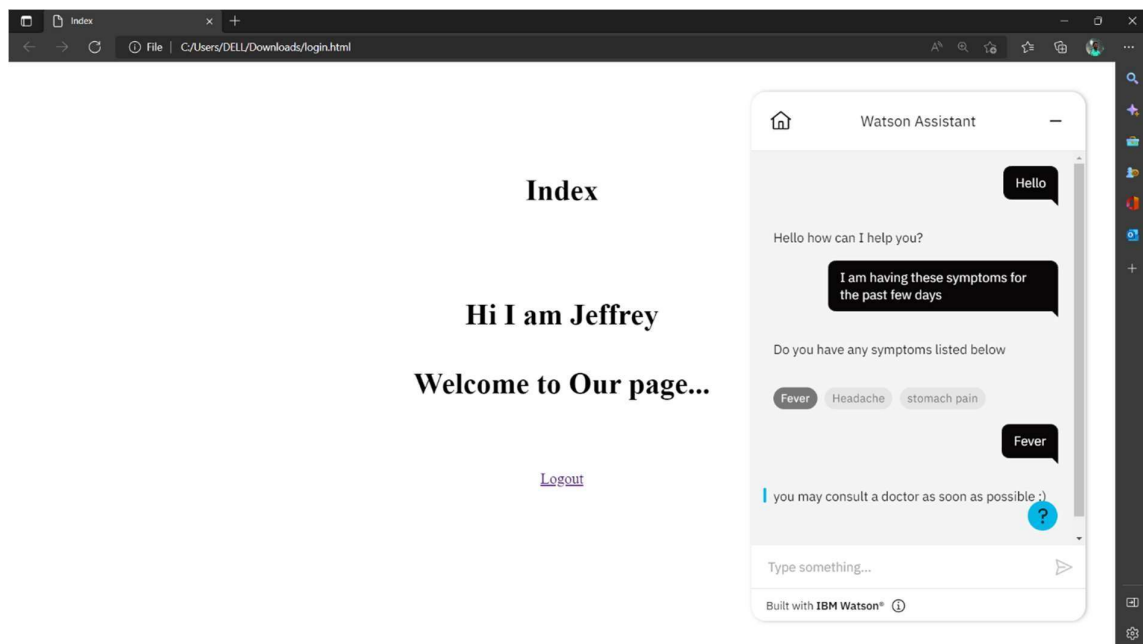 Index
File | C:/Users/DELL/Downloads/login.html
Index
Hi I am Jeffrey
Welcome to Our page...
Logout
Watson Assistant
Hello
Hello how can I help you?
I am having these symptoms for
the past few days
Do you have any symptoms listed below
Fever Headache stomach pain
Fever
you may consult a doctor as soon as possible ;)
?
Type something...
Built with IBM Watson®